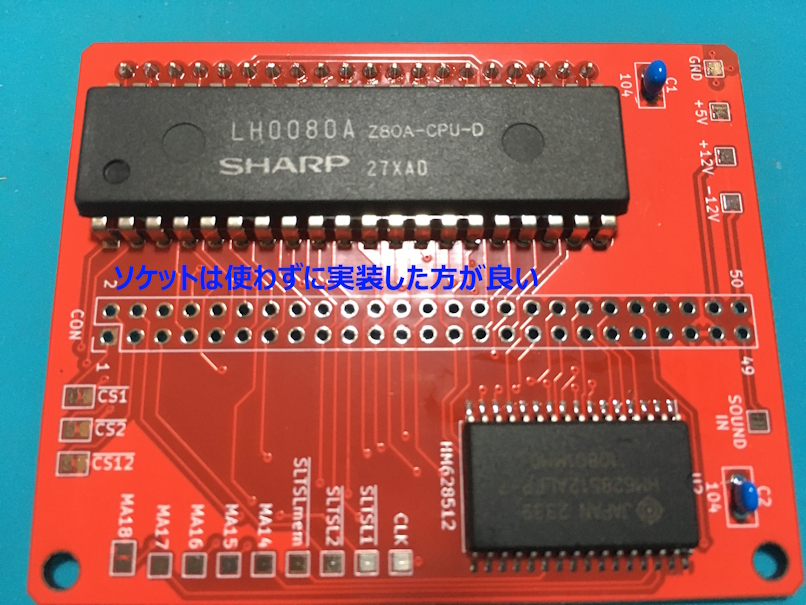 GND
C1
104
+5V
+12V
-12V
LH0080A Z80A-CPU-D
SHARP 27XAD
ソケットは使わずに実装した方が良い
2
50
CON
1
49
CS1
CS2
CS12
SOUND
IN
HM628512
JAPAN 2339
U2
C2
104
MA18
MA17
MA16
MA15
MA14
SLTSLmem
SLTSL2
SLTSL1
CLK